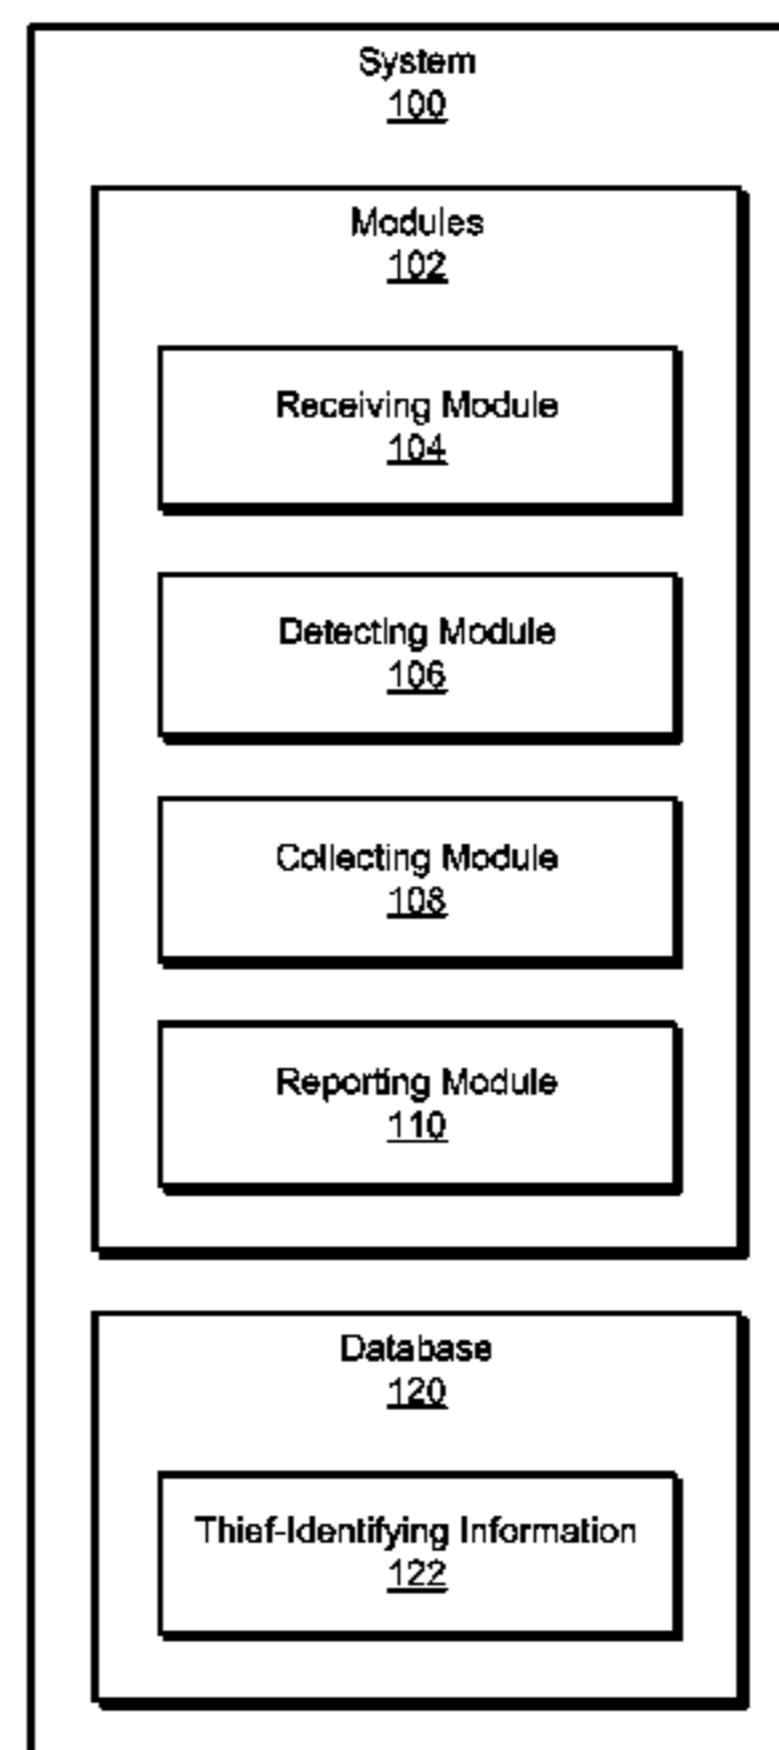 System
100
Modules
102
Receiving Module
104
Detecting Module
106
Collecting Module
108
Reporting Module
110
Database
120
Thief-Identifying Information
122